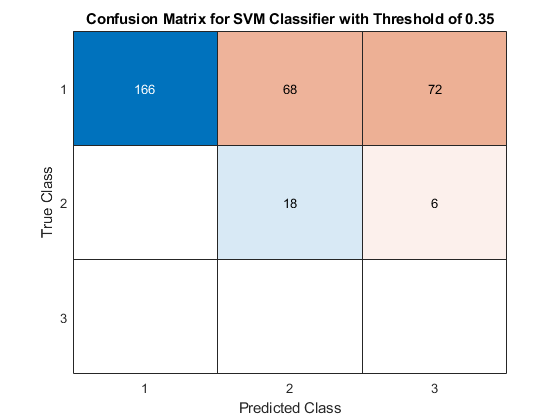 Confusion Matrix for SVM Classifier with Threshold of 0.35
1 166 68 72
True Class
2 18 6
3
1 2 3
Predicted Class